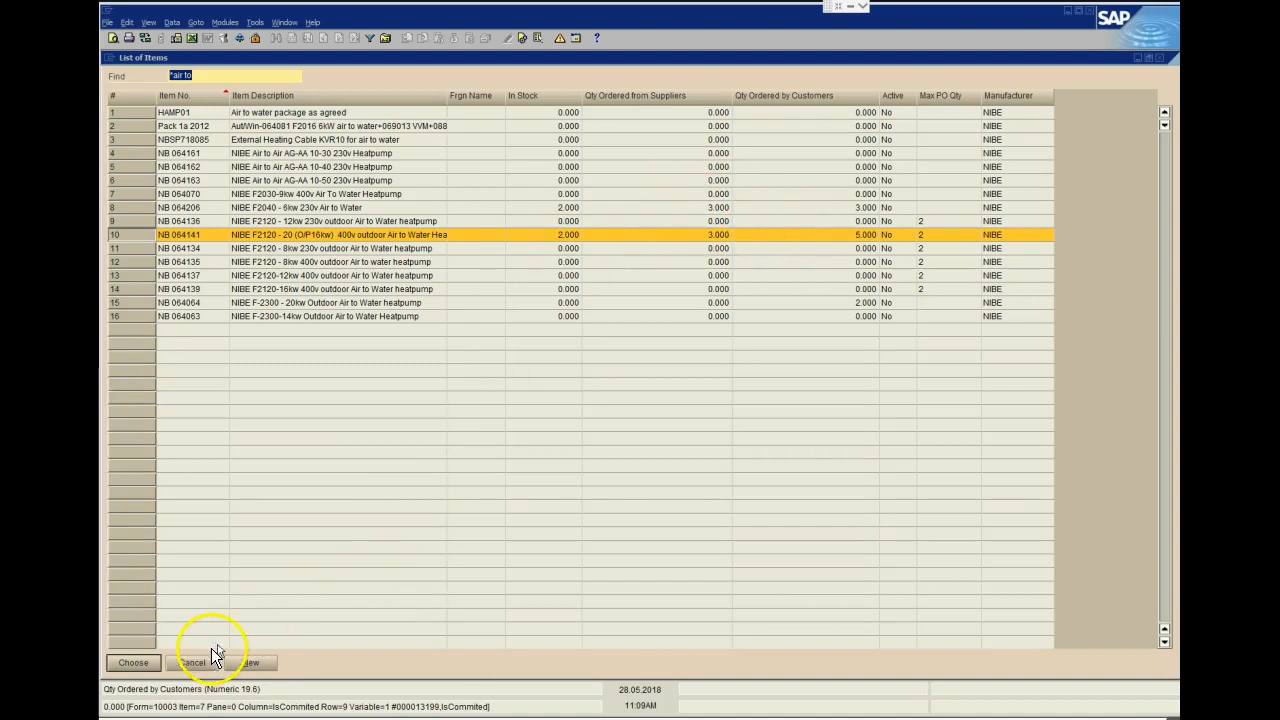 File Edit View Data Goto Modules Tools Window Help
SAP
List of Items
Find *air to
# Item No. Item Description Frgn Name In Stock Qty Ordered from Suppliers Qty Ordered by Customers Active Max PO Qty Manufacturer
1 HAMP01 Air to water package as agreed 0.000 0.000 0.000 No NIBE
2 Pack 1a 2012 Aut/Win-064081 F2016 6kW air to water+069013 VVM+088 0.000 0.000 0.000 No NIBE
3 NBSP718085 External Heating Cable KVR10 for air to water 0.000 0.000 0.000 No NIBE
4 NB 064161 NIBE Air to Air AG-AA 10-30 230v Heatpump 0.000 0.000 0.000 No NIBE
5 NB 064162 NIBE Air to Air AG-AA 10-40 230v Heatpump 0.000 0.000 0.000 No NIBE
6 NB 064163 NIBE Air to Air AG-AA 10-50 230v Heatpump 0.000 0.000 0.000 No NIBE
7 NB 064070 NIBE F2030-9kw 400v Air To Water Heatpump 0.000 0.000 0.000 No NIBE
8 NB 064206 NIBE F2040 - 6kw 230v Air to Water 2.000 3.000 3.000 No NIBE
9 NB 064136 NIBE F2120 - 12kw 230v outdoor Air to Water heatpump 0.000 0.000 0.000 No 2 NIBE
10 NB 064141 NIBE F2120 - 20 (O/P16kw) 400v outdoor Air to Water Hea 2.000 3.000 5.000 No 2 NIBE
11 NB 064134 NIBE F2120 - 8kw 230v outdoor Air to Water heatpump 0.000 0.000 0.000 No 2 NIBE
12 NB 064135 NIBE F2120 - 8kw 400v outdoor Air to water heatpump 0.000 0.000 0.000 No 2 NIBE
13 NB 064137 NIBE F2120-12kw 400v outdoor Air to Water heatpump 0.000 0.000 0.000 No 2 NIBE
14 NB 064139 NIBE F2120-16kw 400v outdoor Air to Water heatpump 0.000 0.000 0.000 No 2 NIBE
15 NB 064064 NIBE F-2300 - 20kw Outdoor Air to Water heatpump 0.000 0.000 2.000 No NIBE
16 NB 064063 NIBE F-2300-14kw Outdoor Air to Water Heatpump 0.000 0.000 0.000 No NIBE
Choose Cancel New
Qty Ordered by Customers (Numeric 19.6) 28.05.2018
0.000 [Form=10003 Item=7 Pane=0 Column=IsCommited Row=9 Variable=1 #000013199,IsCommited] 11:09AM